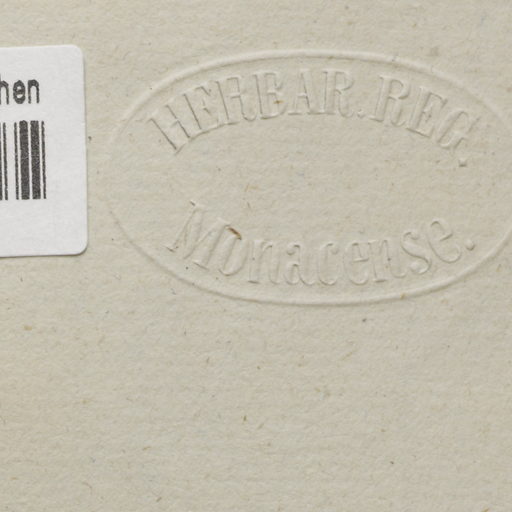 hen
HERBAR. REG.
Monacense.